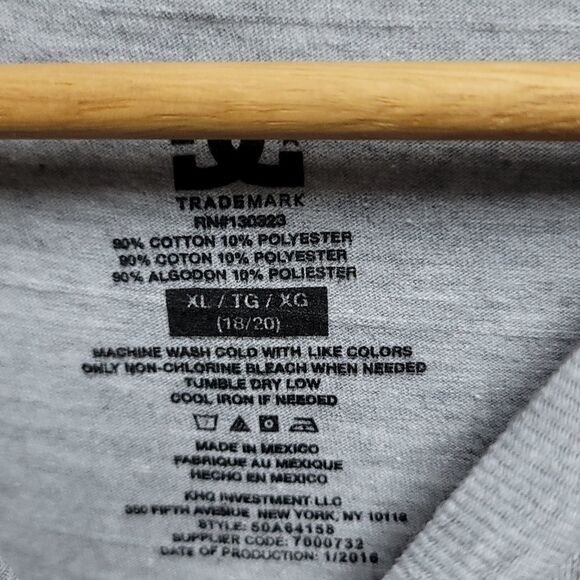 TRADEMARK
RN#130323
90% COTTON 10% POLYESTER
90% COTON 10% POLYESTER
90% ALGODON 10% POLIESTER
XL / TG / XG
(18/20)
MACHINE WASH COLD WITH LIKE COLORS
ONLY NON-CHLORINE BLEACH WHEN NEEDED
TUMBLE DRY LOW
COOL IRON IF NEEDED
MADE IN MEXICO
FABRIQUE AU MEXIQUE
HECHO EN MEXICO
KHQ INVESTMENT LLC
350 FIFTH AVENUE NEW YORK, NY 10118
STYLE: 50A64158
SUPPLIER CODE: 7000732
DATE OF PRODUCTION: 1/2016